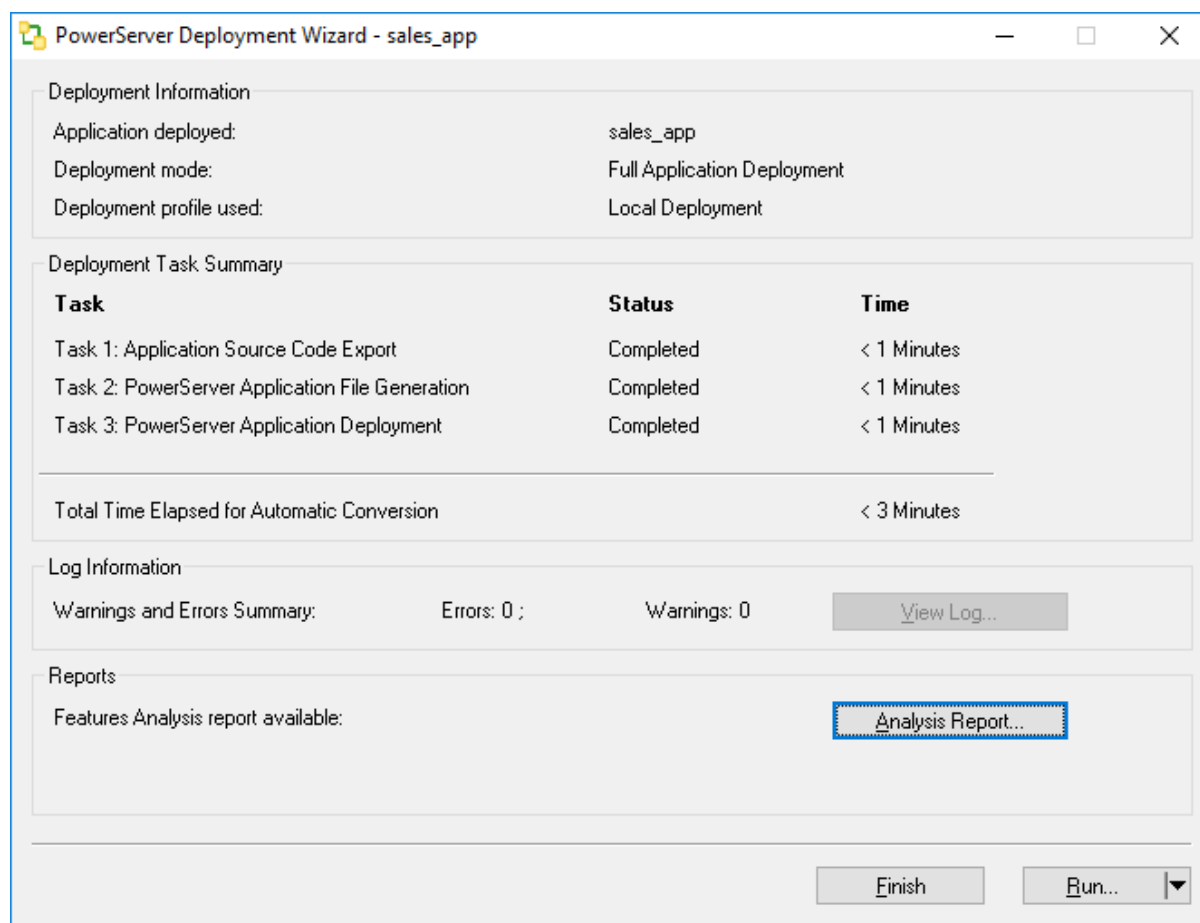 PowerServer Deployment Wizard - sales_app
Deployment Information
Application deployed: sales_app
Deployment mode: Full Application Deployment
Deployment profile used: Local Deployment
Deployment Task Summary
Task Status Time
Task 1: Application Source Code Export Completed < 1 Minutes
Task 2: PowerServer Application File Generation Completed < 1 Minutes
Task 3: PowerServer Application Deployment Completed < 1 Minutes
Total Time Elapsed for Automatic Conversion < 3 Minutes
Log Information
Warnings and Errors Summary: Errors: 0 ; Warnings: 0 View Log...
Reports
Features Analysis report available: Analysis Report...
Finish Run...